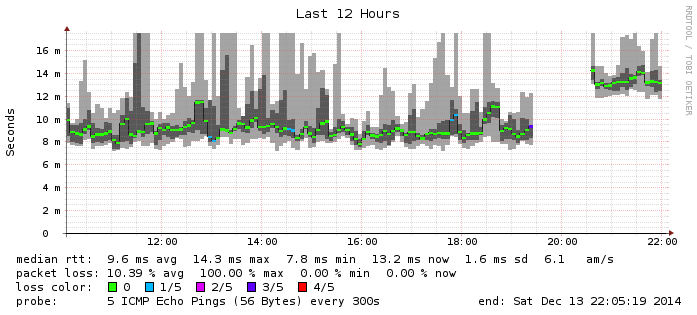 Last 12 Hours
RRDTOOL / TOBI OETIKER
Seconds
16 m
14 m
12 m
10 m
8 m
6 m
4 m
2 m
0
12:00 14:00 16:00 18:00 20:00 22:00
median rtt: 9.6 ms avg 14.3 ms max 7.8 ms min 13.2 ms now 1.6 ms sd 6.1 am/s
packet loss: 10.39 % avg 100.00 % max 0.00 % min 0.00 % now
loss color: 0 1/5 2/5 3/5 4/5
probe: 5 ICMP Echo Pings (56 Bytes) every 300s end: Sat Dec 13 22:05:19 2014